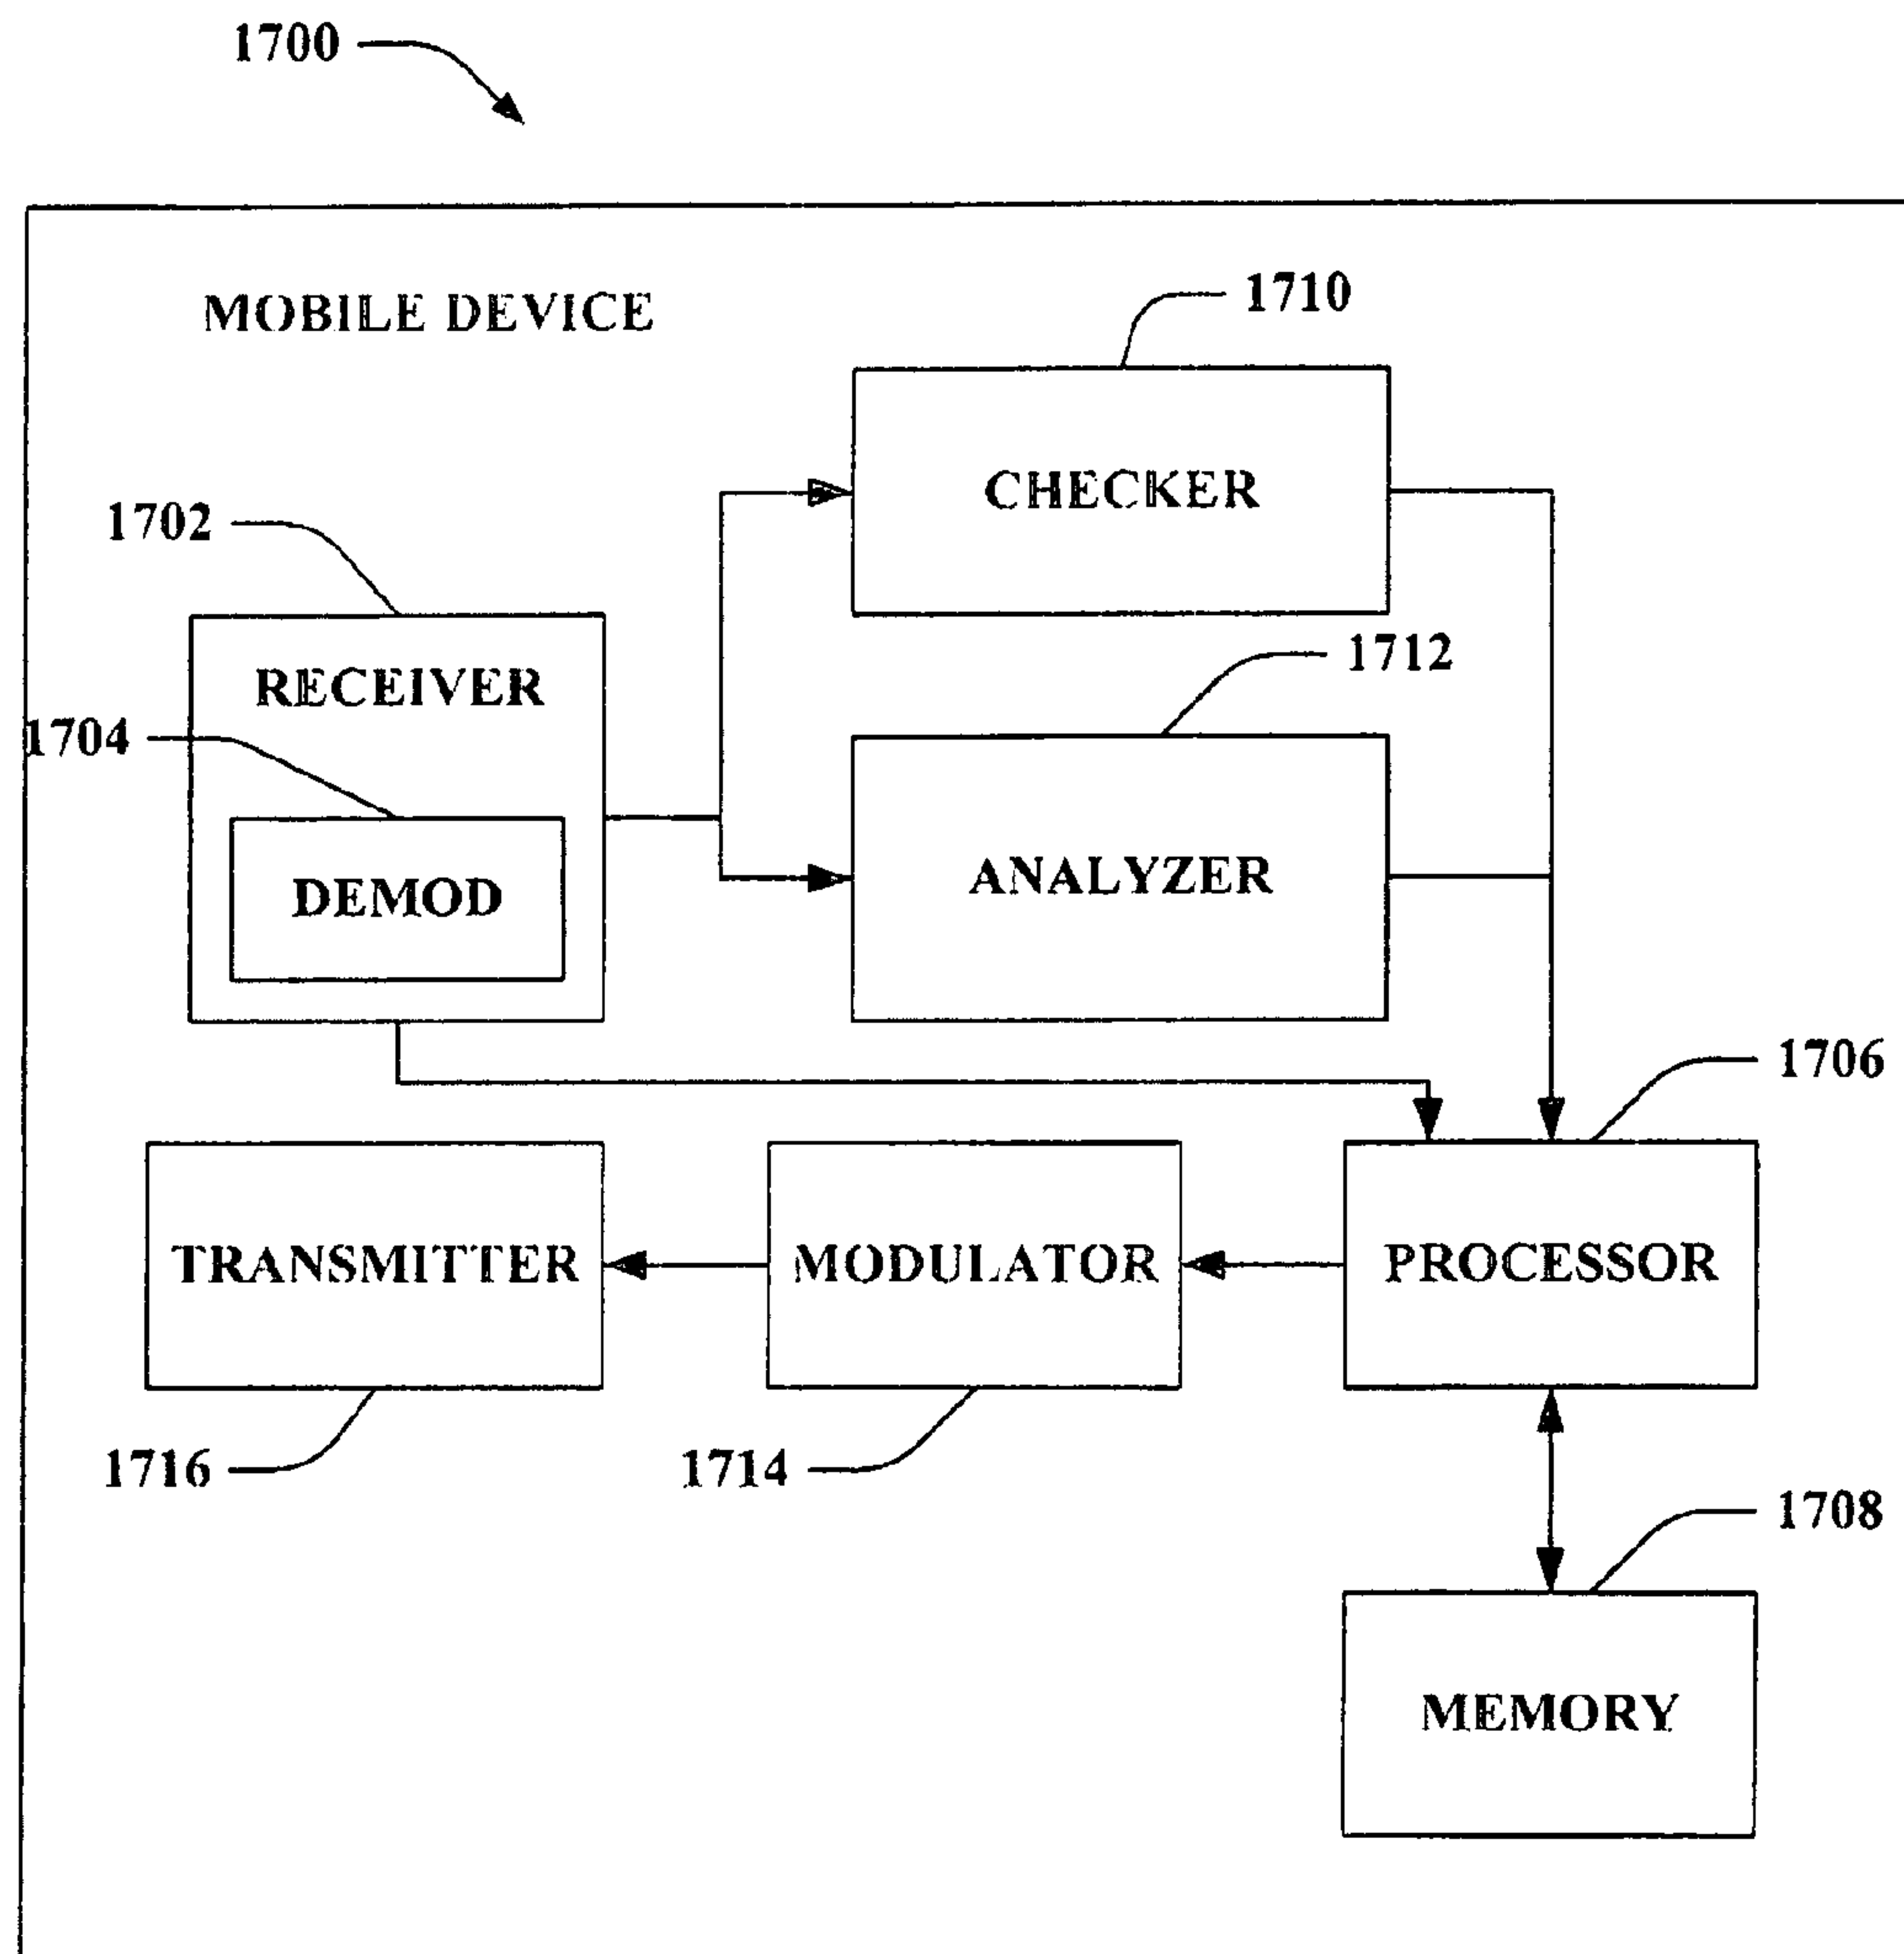 1700
MOBILE DEVICE
1710
CHECKER
1702
RECEIVER
1712
1704
DEMOD
ANALYZER
1706
TRANSMITTER
MODULATOR
PROCESSOR
1716
1714
1708
MEMORY